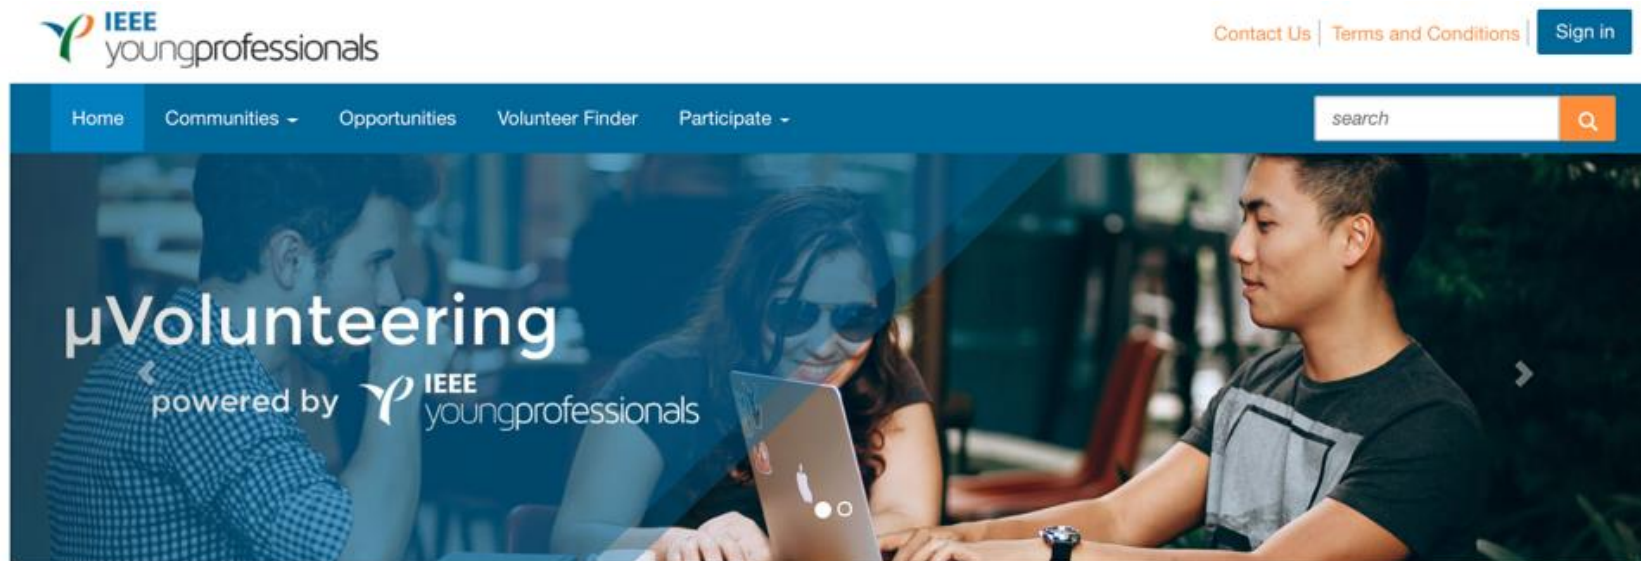 IEEE
youngprofessionals
Contact Us
Terms and Conditions
Sign in
Home
Communities
Opportunities
Volunteer Finder
Participate
search
µVolunteering
powered by
IEEE
youngprofessionals